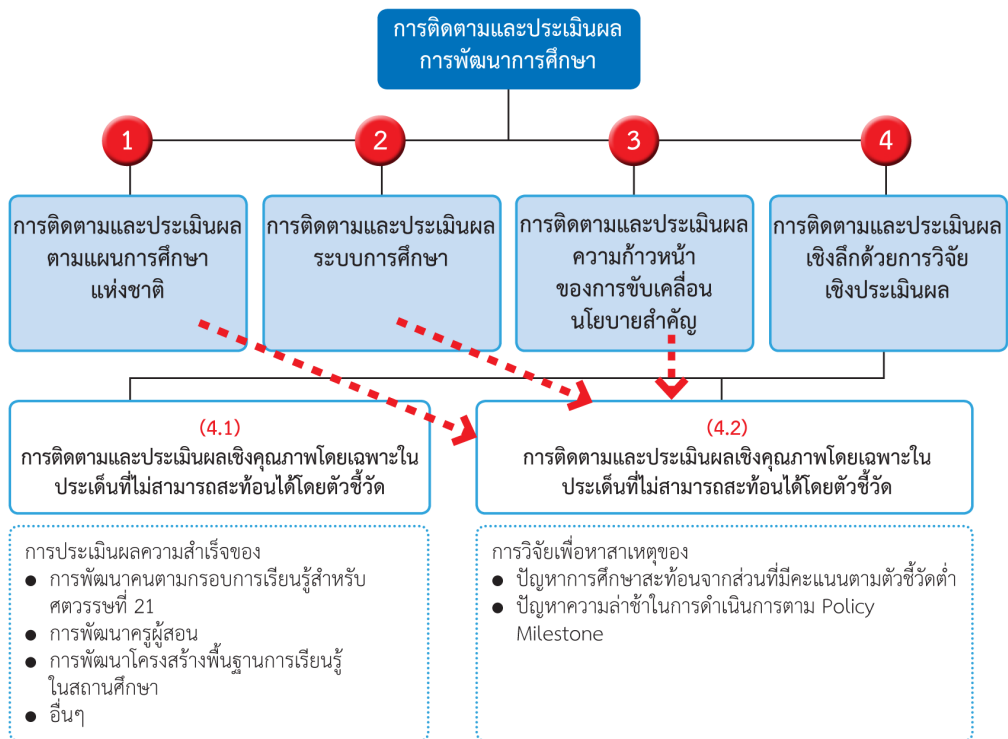 การติดตามและประเมินผล
การพัฒนาการศึกษา
1
2
3
4
การติดตามและประเมินผล
ตามแผนการศึกษา
แห่งชาติ
การติดตามและประเมินผล
ระบบการศึกษา
การติดตามและประเมินผล
ความก้าวหน้า
ของการขับเคลื่อน
นโยบายสำคัญ
การติดตามและประเมินผล
เชิงลึกด้วยการวิจัย
เชิงประเมินผล
(4.1)
การติดตามและประเมินผลเชิงคุณภาพโดยเฉพาะใน
ประเด็นที่ไม่สามารถสะท้อนได้โดยตัวชี้วัด
(4.2)
การติดตามและประเมินผลเชิงคุณภาพโดยเฉพาะใน
ประเด็นที่ไม่สามารถสะท้อนได้โดยตัวชี้วัด
การประเมินผลความสำเร็จของ
● การพัฒนาคนตามกรอบการเรียนรู้สำหรับ
ศตวรรษที่ 21
● การพัฒนาครูผู้สอน
● การพัฒนาโครงสร้างพื้นฐานการเรียนรู้
ในสถานศึกษา
● อื่นๆ
การวิจัยเพื่อหาสาเหตุของ
● ปัญหาการศึกษาสะท้อนจากส่วนที่มีคะแนนตามตัวชี้วัดต่ำ
● ปัญหาความล่าช้าในการดำเนินการตาม Policy
Milestone